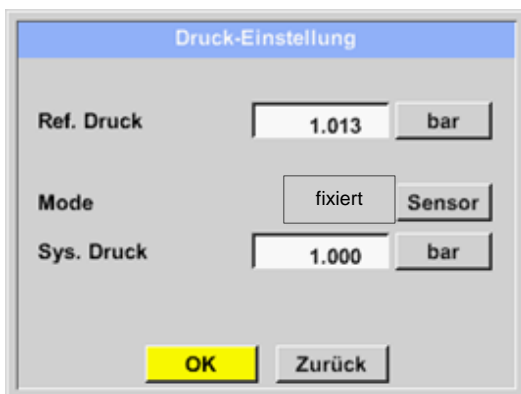 Druck-Einstellung
Ref. Druck 1.013 bar
Mode fixiert Sensor
Sys. Druck 1.000 bar
OK Zurück